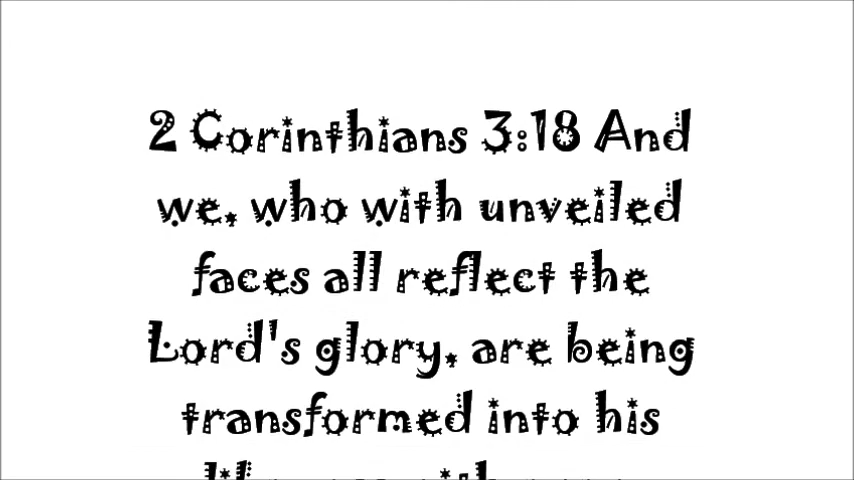 2 Corinthians 3:18 And
we, who with unveiled
faces all reflect the
Lord's glory, are being
transformed into his